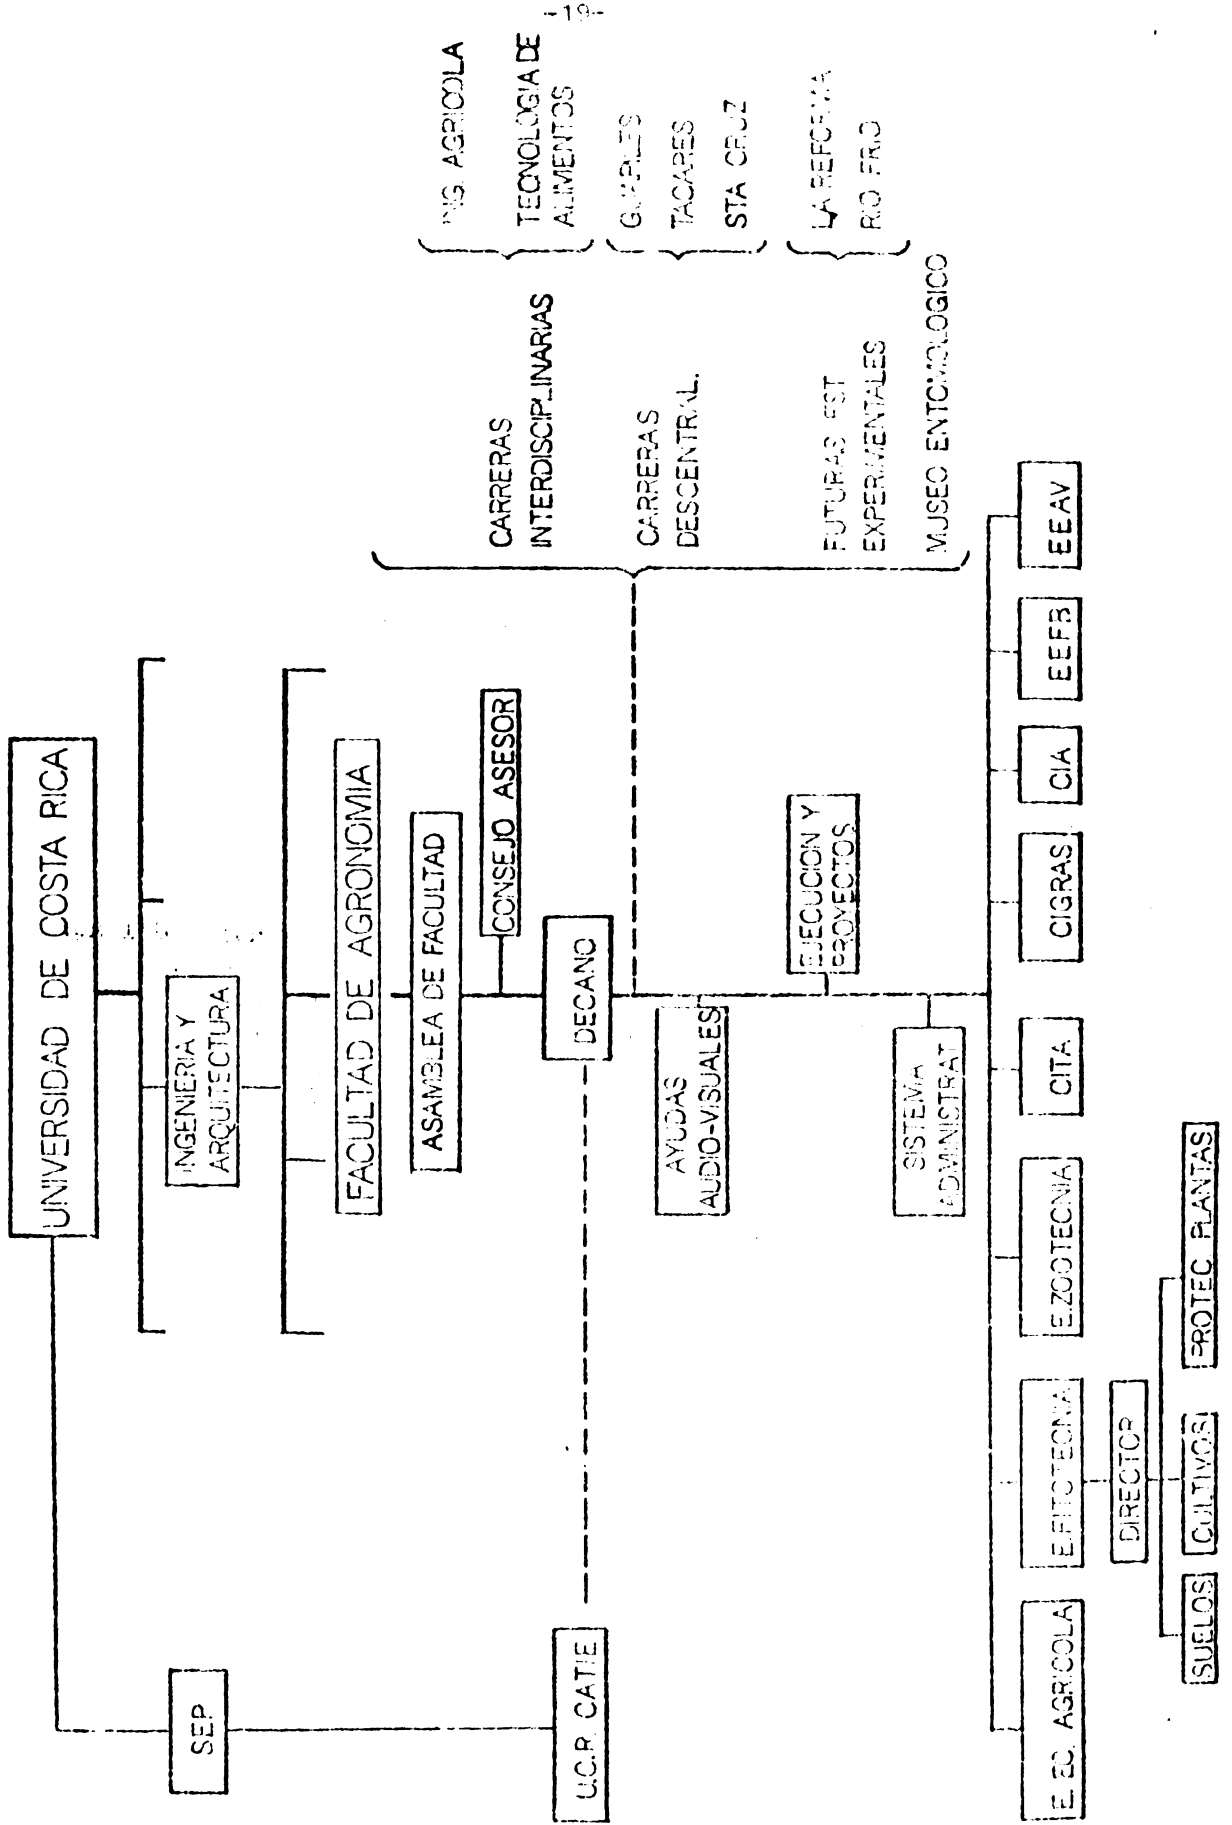 -19-
UNIVERSIDAD DE COSTA RICA
INGENIERIA Y
ARQUITECTURA
SEP
FACULTAD DE AGRONOMIA
ASAMBLEA DE FACULTAD
CONSEJO ASESOR
DECANO
U.C.R. CATIE
CARRERAS
INTERDISCIPLINARIAS
ING. AGRICOLA
TECNOLOGIA DE
ALIMENTOS
CARRERAS
DESCENTRAL.
GUAPILES
TACARES
STA CRUZ
FUTURAS EST
EXPERIMENTALES
LA REFORMA
RIO FRIO
MUSEO ENTOMOLOGICO
AYUDAS
AUDIO-VISUALES
EJECUCION Y
PROYECTOS
SISTEMA
ADMINISTRAT
E. EC. AGRICOLA
E.FITOTECNIA
E.ZOOTECNIA
CITA
CIGRAS
CIA
EEFB
EEAV
DIRECTOR
SUELOS
CULTIVOS
PROTEC PLANTAS